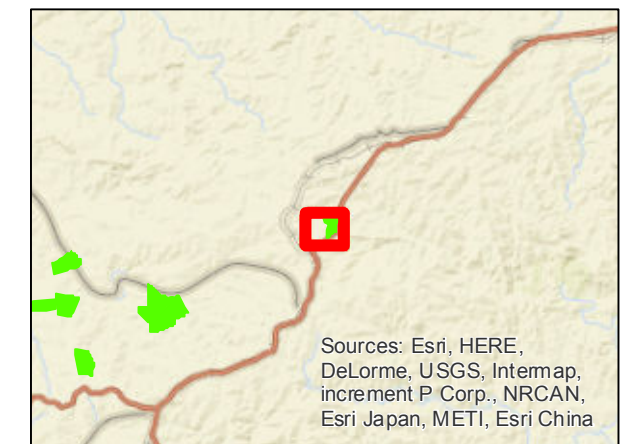 Sources: Esri, HERE,
DeLorme, USGS, Intermap,
increment P Corp., NRCAN,
Esri Japan, METI, Esri China